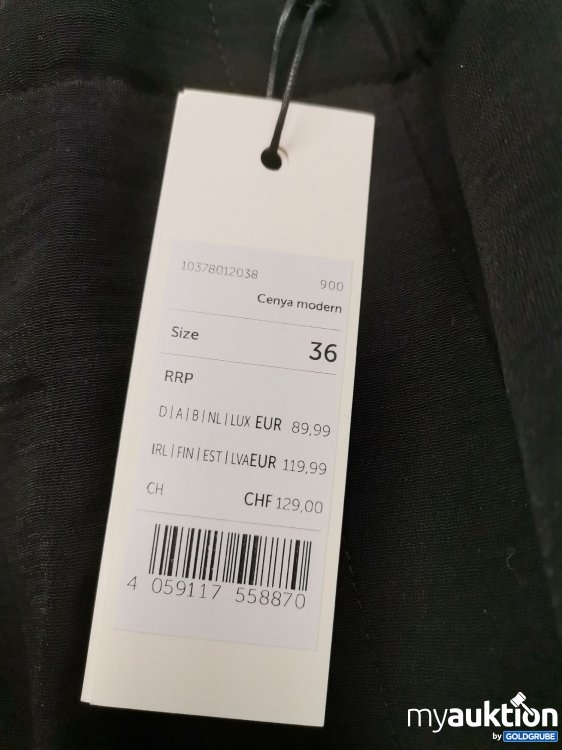 10378012038 900
Cenya modern
Size 36
RRP
D|A|B|NL|LUX EUR 89,99
IRL|FIN|EST|LVAEUR 119,99
CH CHF 129,00
4 059117 558870
myauktion
by GOLDGRUBE